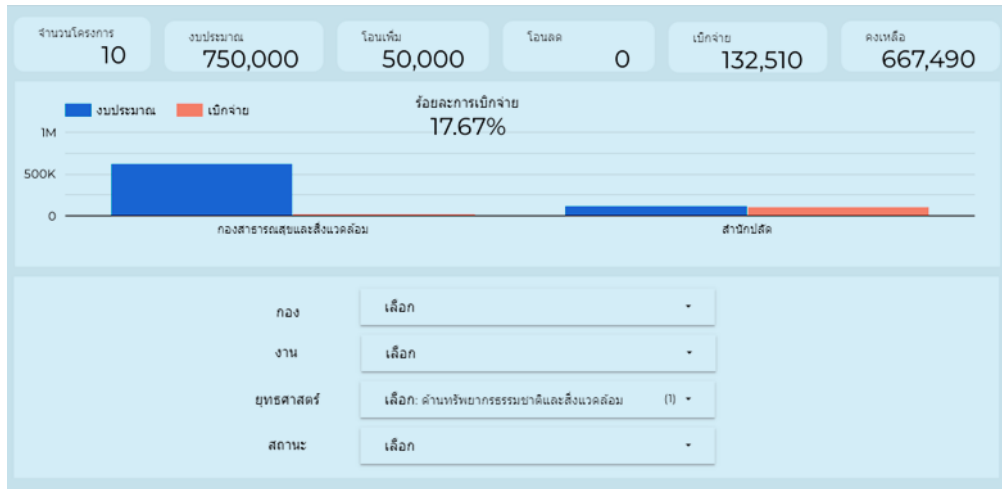 จำนวนโครงการ
10
งบประมาณ
750,000
โอนเพิ่ม
50,000
โอนลด
0
เบิกจ่าย
132,510
คงเหลือ
667,490
งบประมาณ เบิกจ่าย
ร้อยละการเบิกจ่าย
17.67%
1M
500K
0
กองสาธารณสุขและสิ่งแวดล้อม
สำนักปลัด
กอง เลือก
งาน เลือก
ยุทธศาสตร์ เลือก: ด้านทรัพยากรธรรมชาติและสิ่งแวดล้อม (1)
สถานะ เลือก